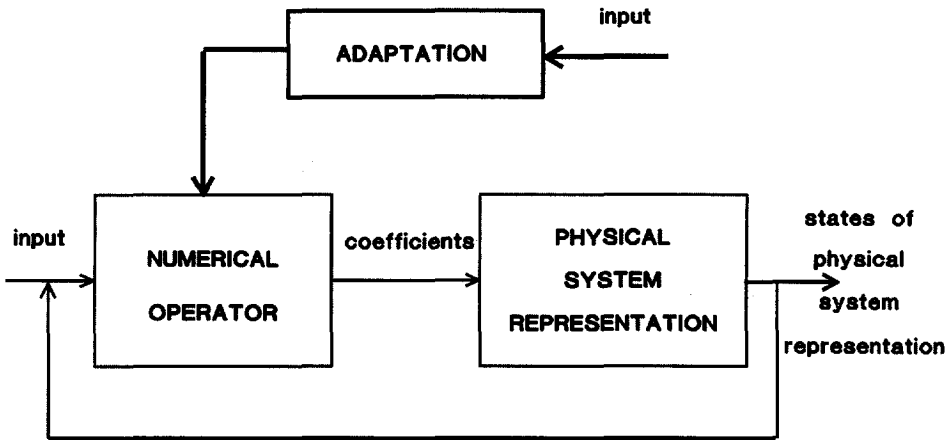 input
ADAPTATION
input
NUMERICAL
OPERATOR
coefficients
PHYSICAL
SYSTEM
REPRESENTATION
states of
physical
system
representation